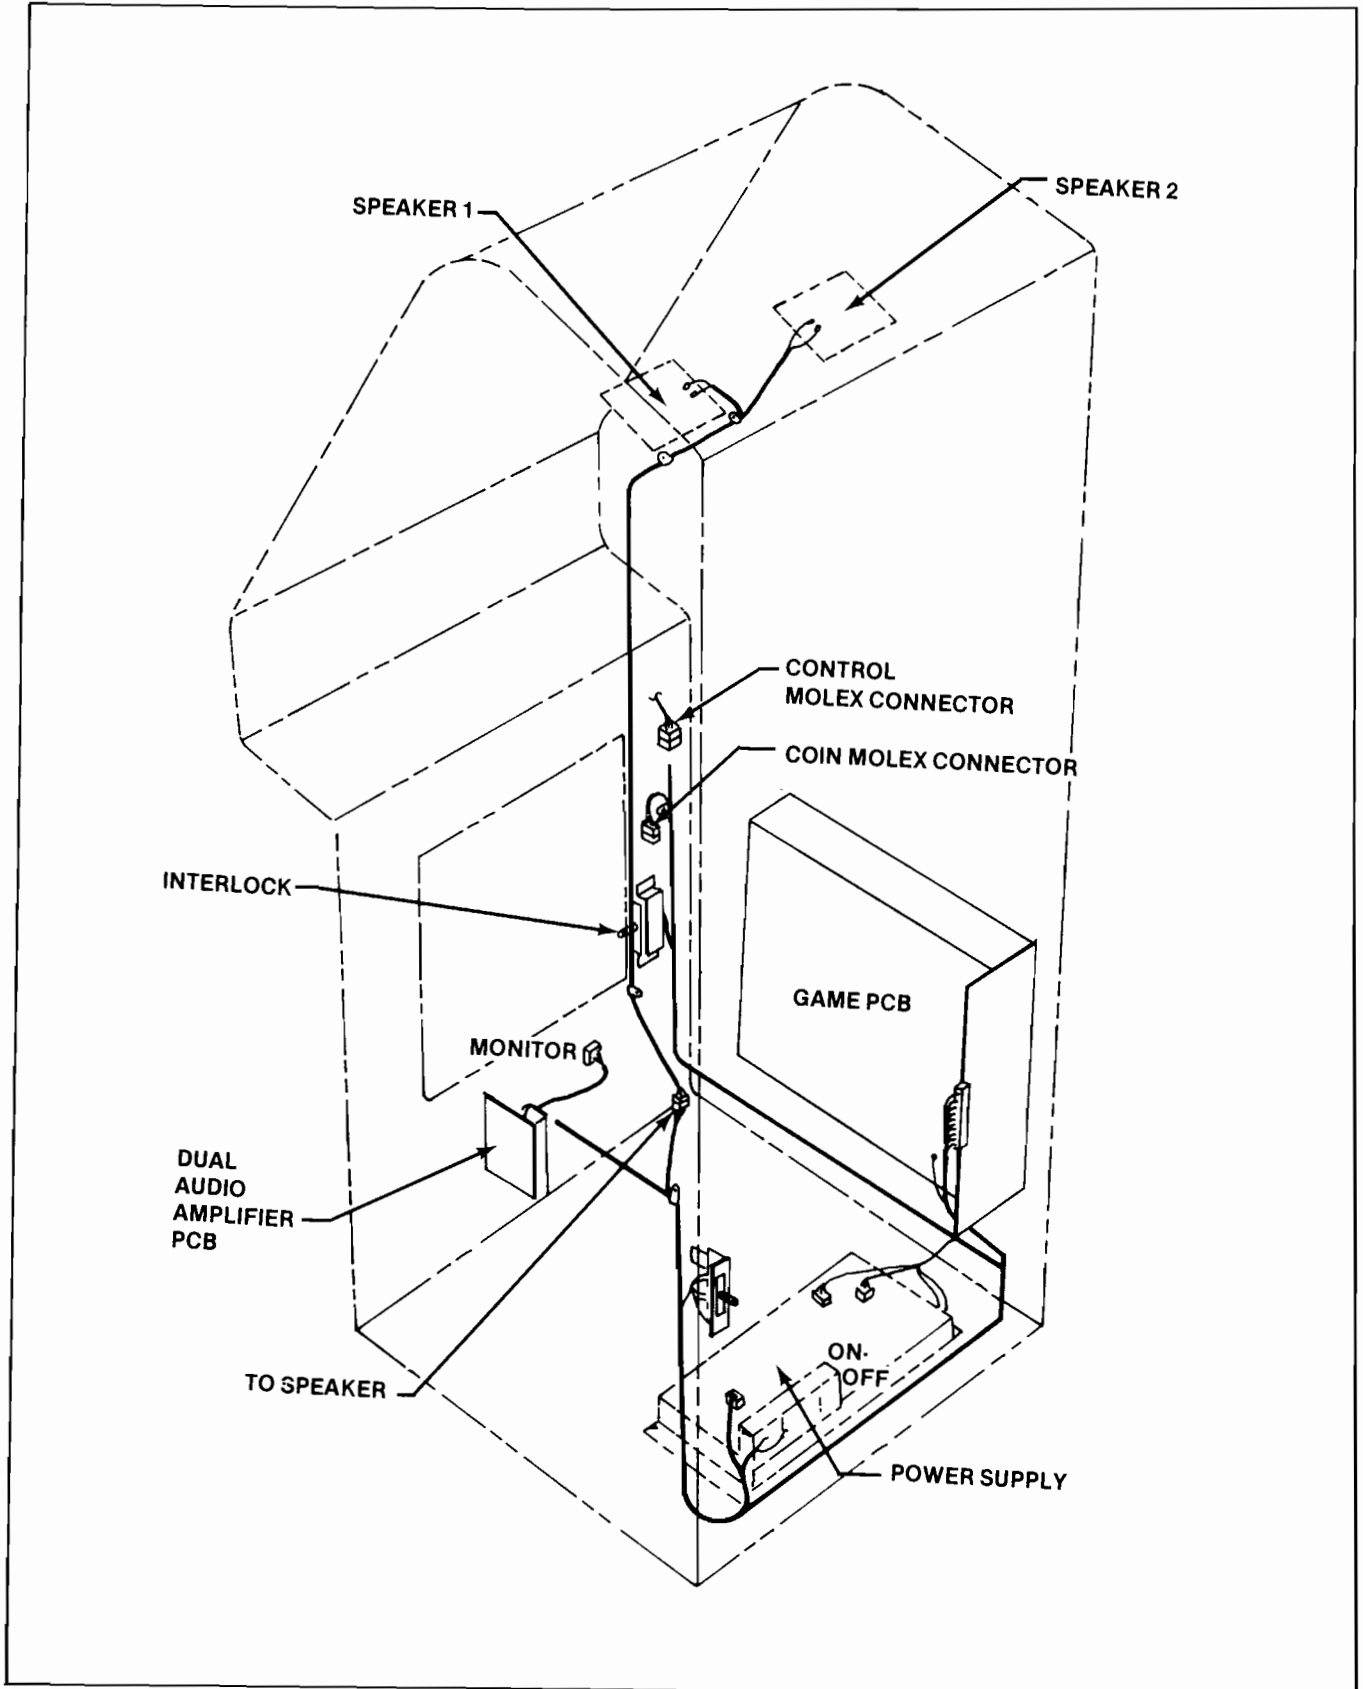 SPEAKER 1
SPEAKER 2
CONTROL
MOLEX CONNECTOR
COIN MOLEX CONNECTOR
INTERLOCK
GAME PCB
MONITOR
DUAL
AUDIO
AMPLIFIER
PCB
ON-
OFF
TO SPEAKER
POWER SUPPLY